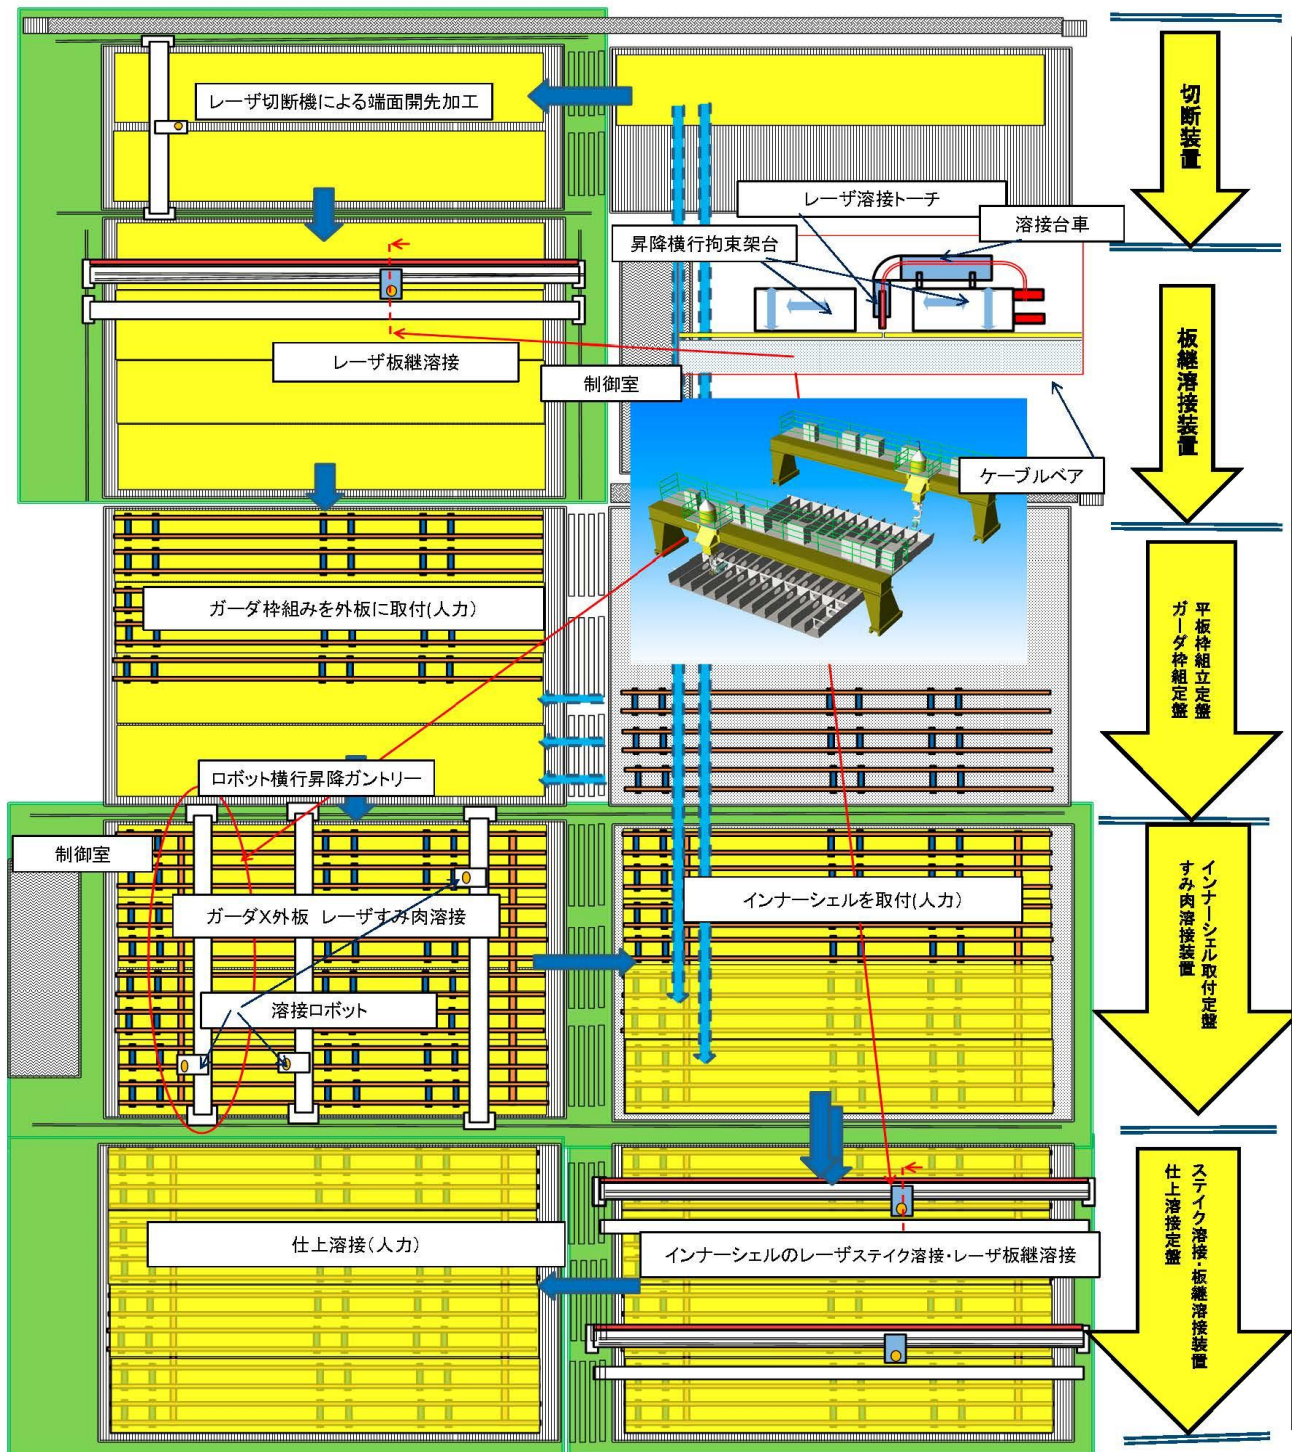 レーザ切断機による端面開先加工
切断装置
レーザ溶接トーチ
溶接台車
昇降横行拘束架台
レーザ板継溶接
制御室
板継溶接装置
ケーブルベア
ガーダ枠組みを外板に取付(人力)
平板枠組立定盤
ガーダ枠組定盤
ロボット横行昇降ガントリー
制御室
ガーダX外板 レーザすみ肉溶接
インナーシェルを取付(人力)
インナーシェル取付定盤
すみ肉溶接装置
溶接ロボット
仕上溶接(人力)
インナーシェルのレーザステイク溶接・レーザ板継溶接
ステイク溶接・板継溶接装置
仕上溶接定盤